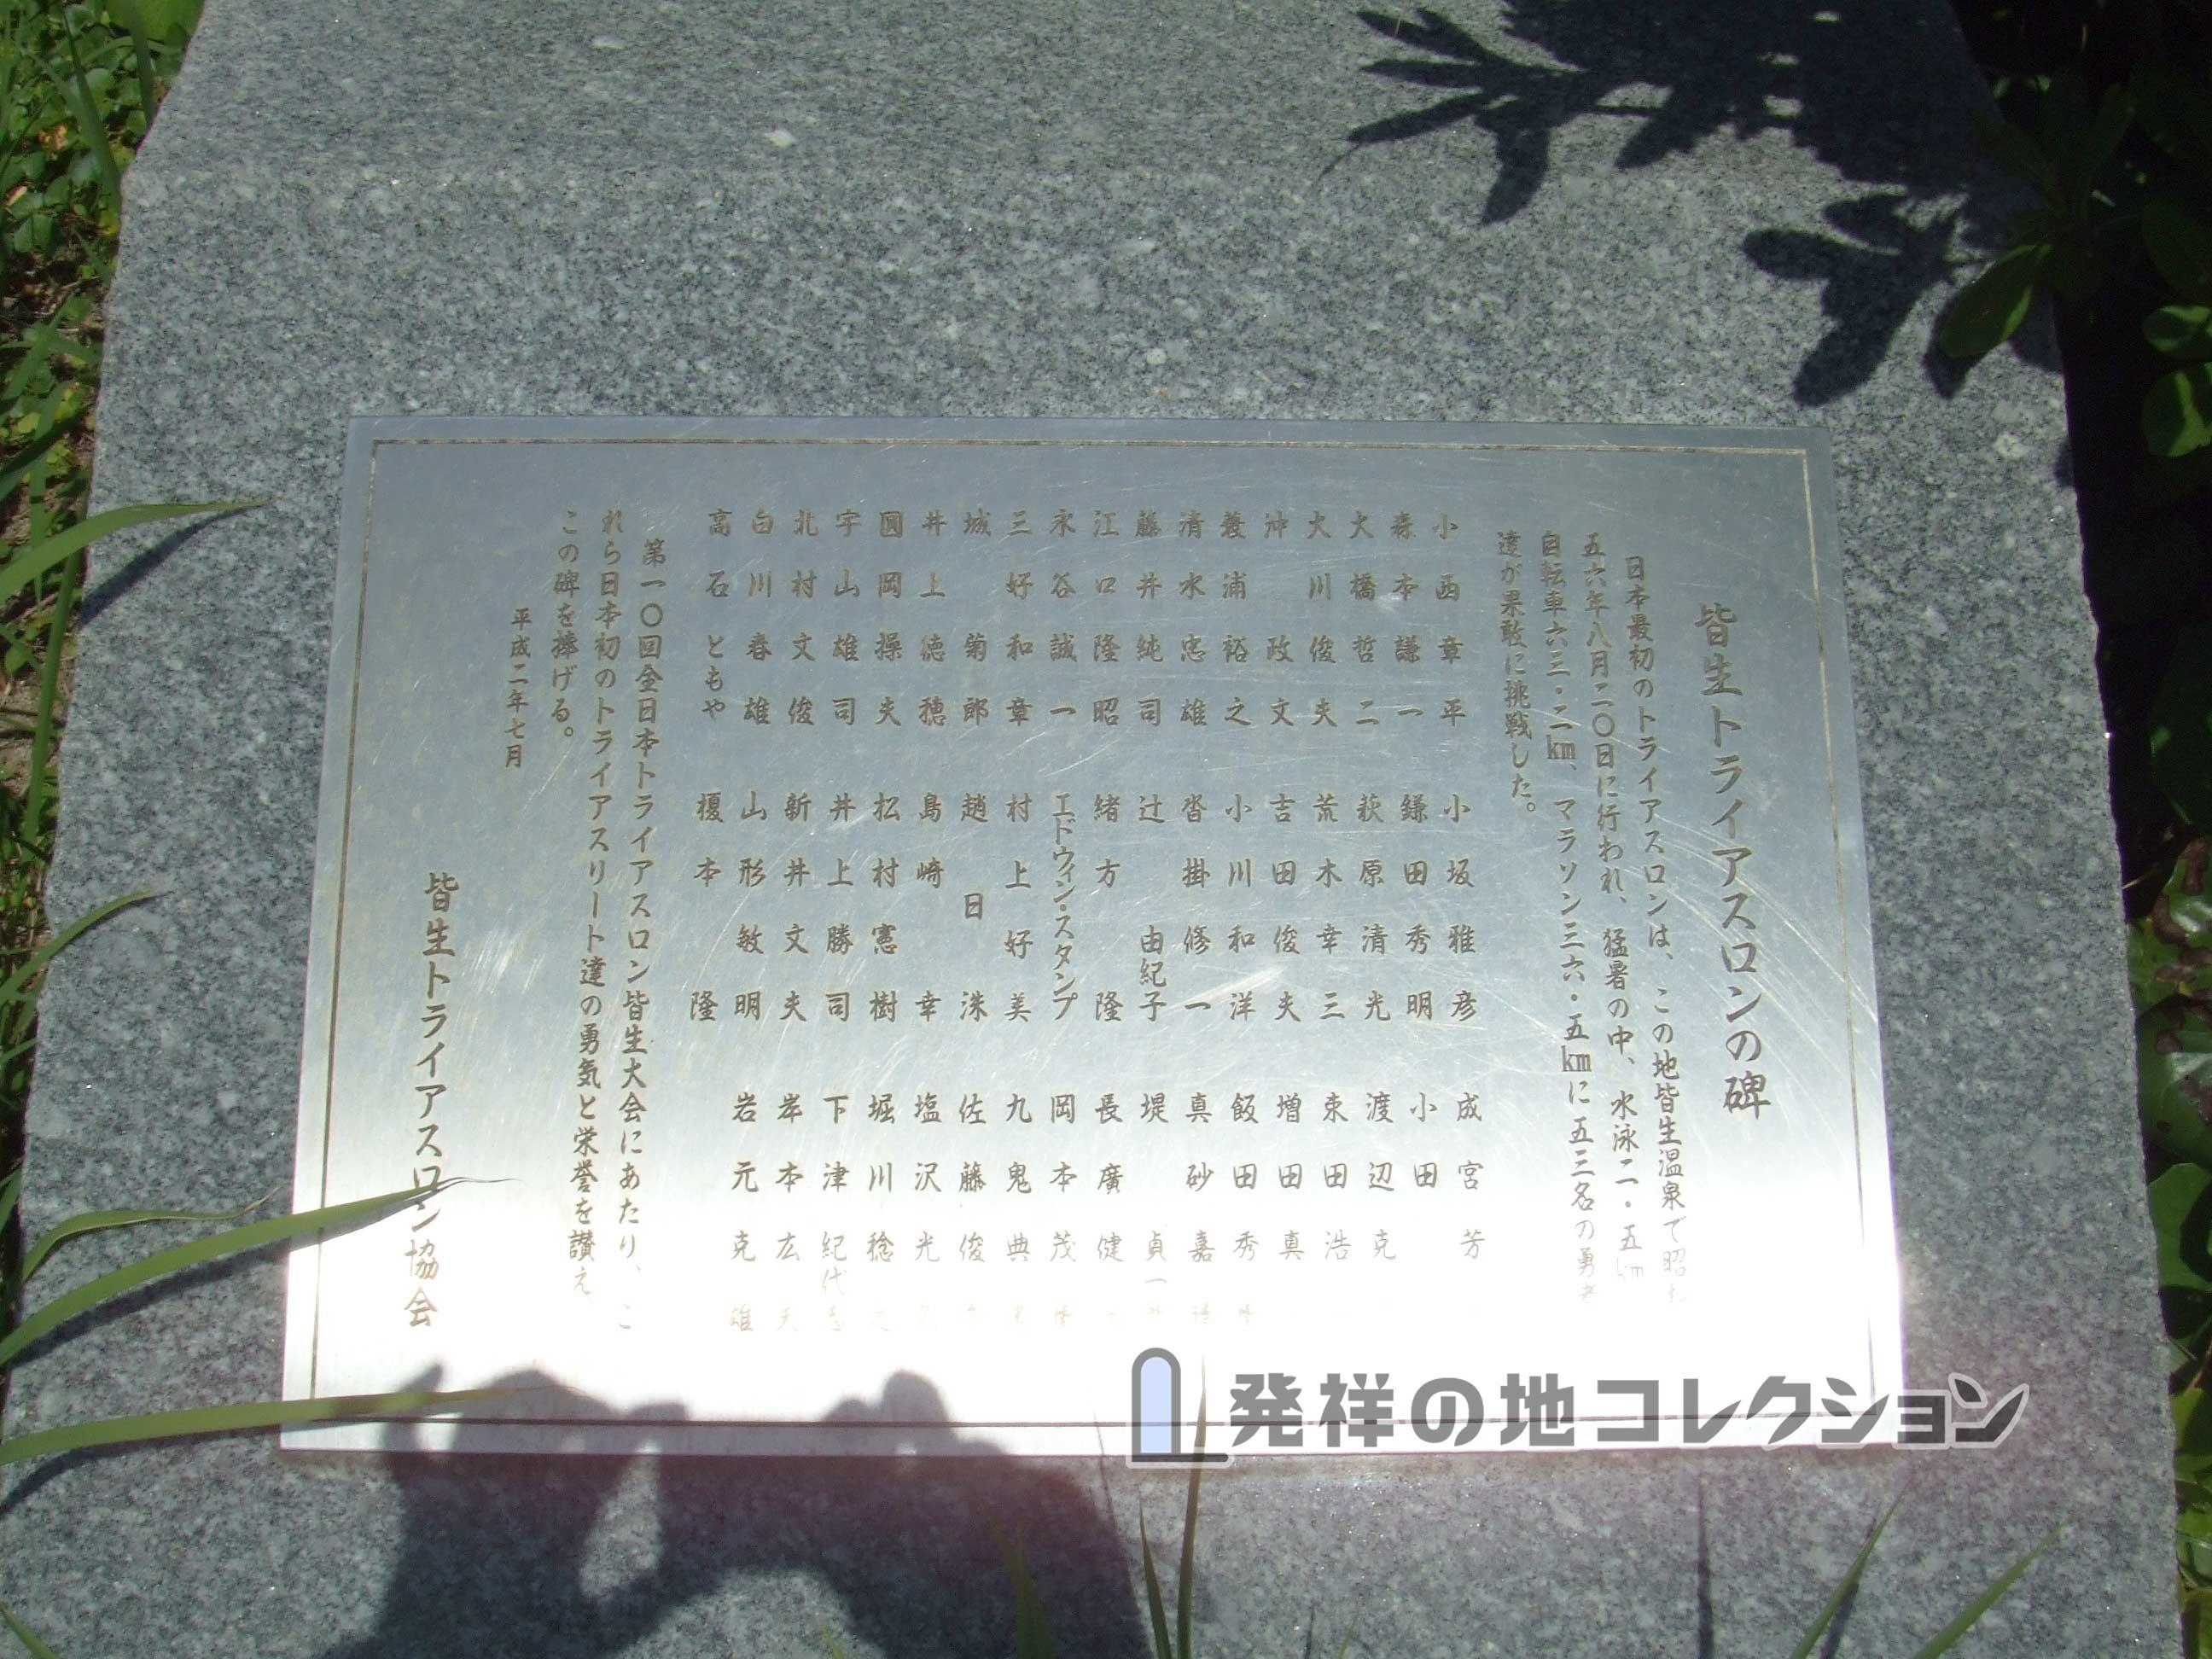 皆生トライアスロンの碑
日本最初のトライアスロンは、この地皆生温泉で昭
五六年八月二〇日に行われ、猛暑の中、水泳二・五km
自転車六三・二km、マラソン三六・五kmに五三名の勇者
達が果敢に挑戦した。
小西章平 小坂雅彦 成宮芳
森本謙一 鎌田秀明 小田
大橋哲二 萩原清光 渡辺克
大川俊夫 荒木幸三 束田浩
沖政文 吉田俊夫 増田真
養浦裕之 小川和洋 飯田秀
清水忠雄 沓掛修一 真砂嘉
藤井純司 辻由紀子 堤貞一
江口隆昭 緒方隆 長廣健
永谷誠一 エドウィン・スタンプ 岡本茂
三好和章 村上好美 九鬼典
城菊郎 趙日洙 佐藤俊
井上徳穂 島崎幸 塩沢光
圓岡操夫 松村憲樹 堀川稔
宇山雄司 井上勝司 下津紀代
北村文俊 新井文夫 岸本広
白川春雄 山形敏明 岩元克雄
高石ともや 榎本隆
第一〇回全日本トライアスロン皆生大会にあたり、こ
れら日本初のトライアスリート達の勇気と栄誉を讃え、
この碑を捧げる。
平成二年七月
皆生トライアスロン協会
発祥の地コレクション